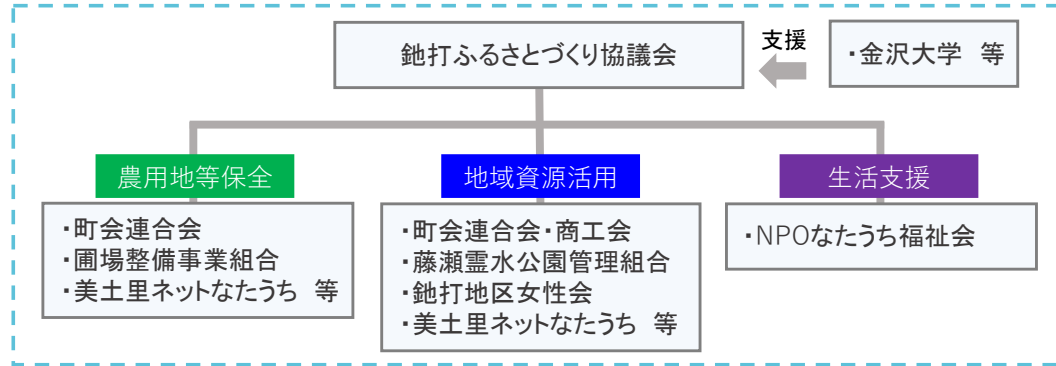 釶打ふるさとづくり協議会
支援
・金沢大学 等
農用地等保全
・町会連合会
・圃場整備事業組合
・美土里ネットなたうち 等
地域資源活用
・町会連合会・商工会
・藤瀬霊水公園管理組合
・釶打地区女性会
・美土里ネットなたうち 等
生活支援
・NPOなたうち福祉会